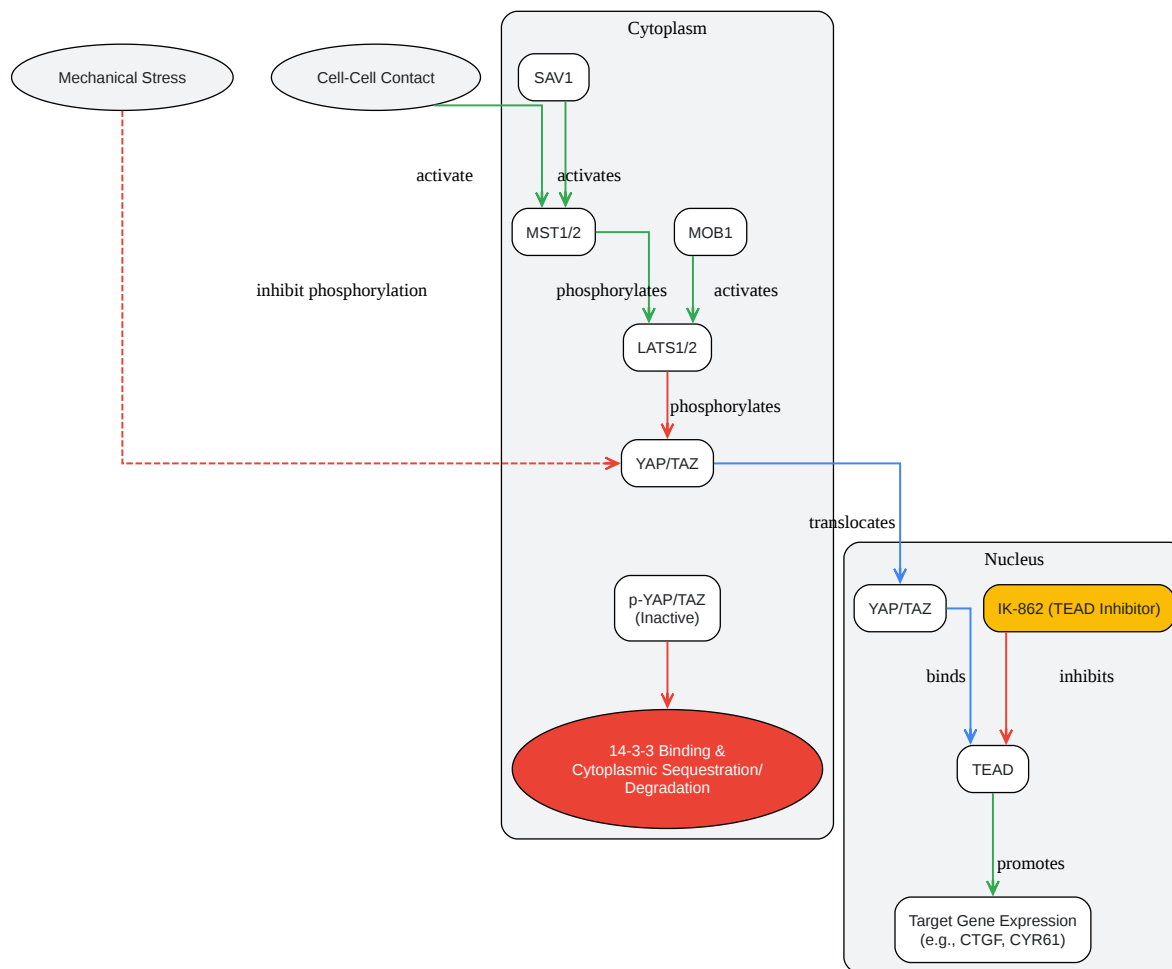 Cytoplasm
Mechanical Stress
Cell-Cell Contact
SAV1
activate
activates
MST1/2
MOB1
inhibit phosphorylation
phosphorylates
activates
LATS1/2
phosphorylates
YAP/TAZ
translocates
Nucleus
p-YAP/TAZ
(Inactive)
YAP/TAZ
IK-862 (TEAD Inhibitor)
binds
inhibits
14-3-3 Binding &
Cytoplasmic Sequestration/
Degradation
TEAD
promotes
Target Gene Expression
(e.g., CTGF, CYR61)